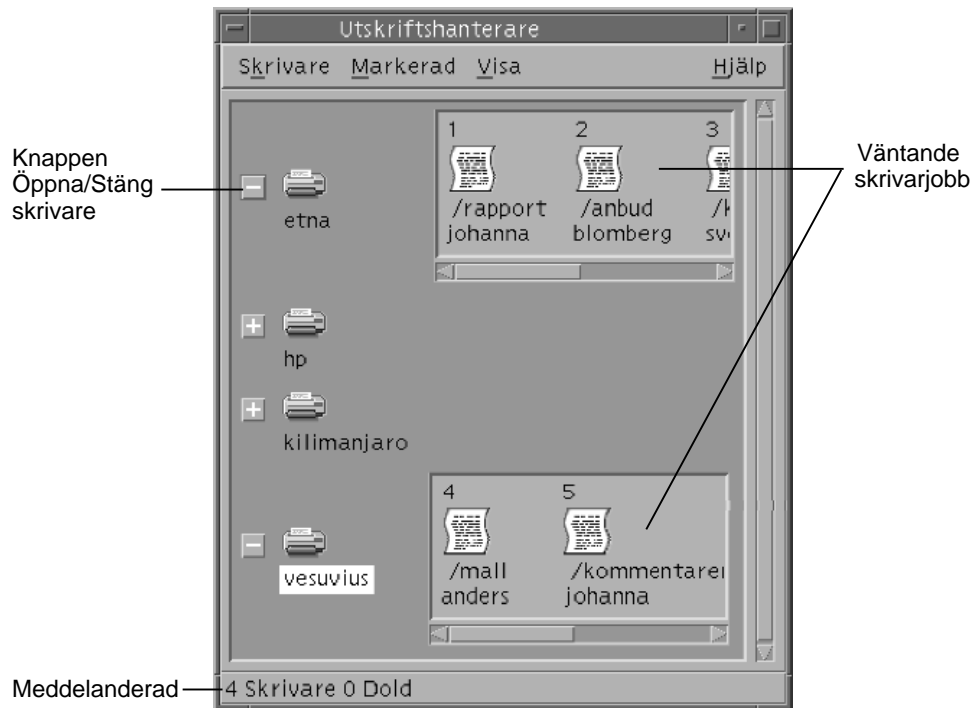 Utskriftshanterare
Skrivare Markerad Visa Hjälp
Knappen
Öppna/Stäng
skrivare
Väntande
skrivarjobb
1 2 3
/rapport /anbud
johanna blomberg
etna
hp
kilimanjaro
4 5
/mall /kommentarer
anders johanna
vesuvius
Meddelanderad
4 Skrivare 0 Dold